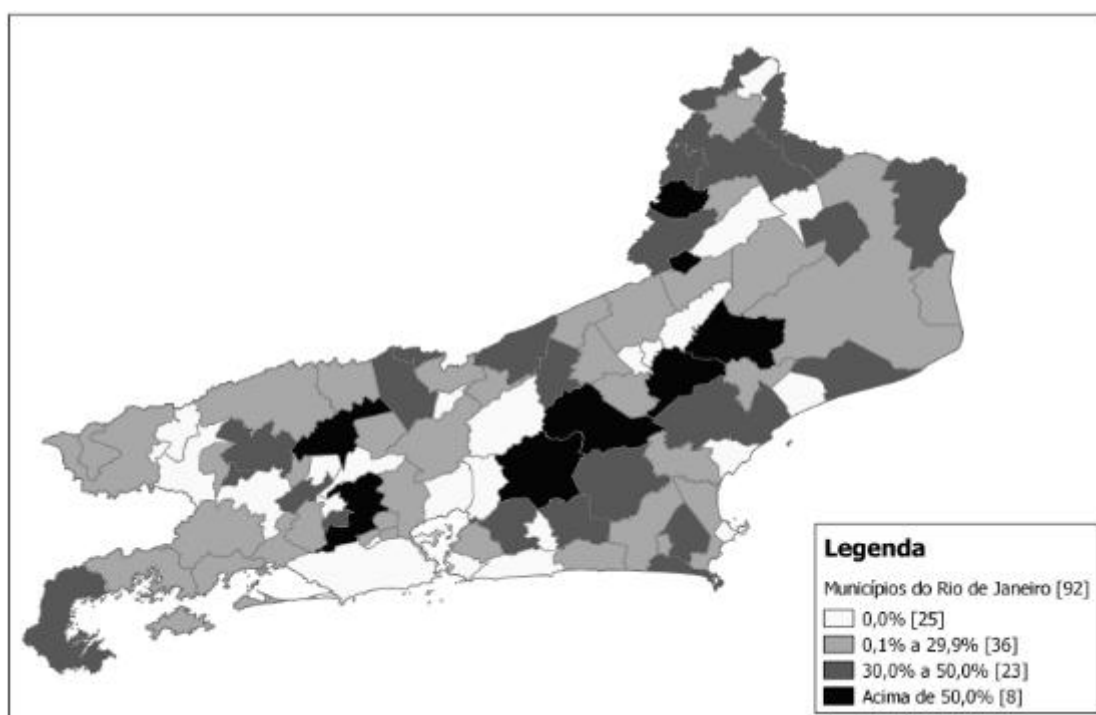 Legenda
Municípios do Rio de Janeiro [92]
0,0% [25]
0,1% a 29,9% [36]
30,0% a 50,0% [23]
Acima de 50,0% [8]